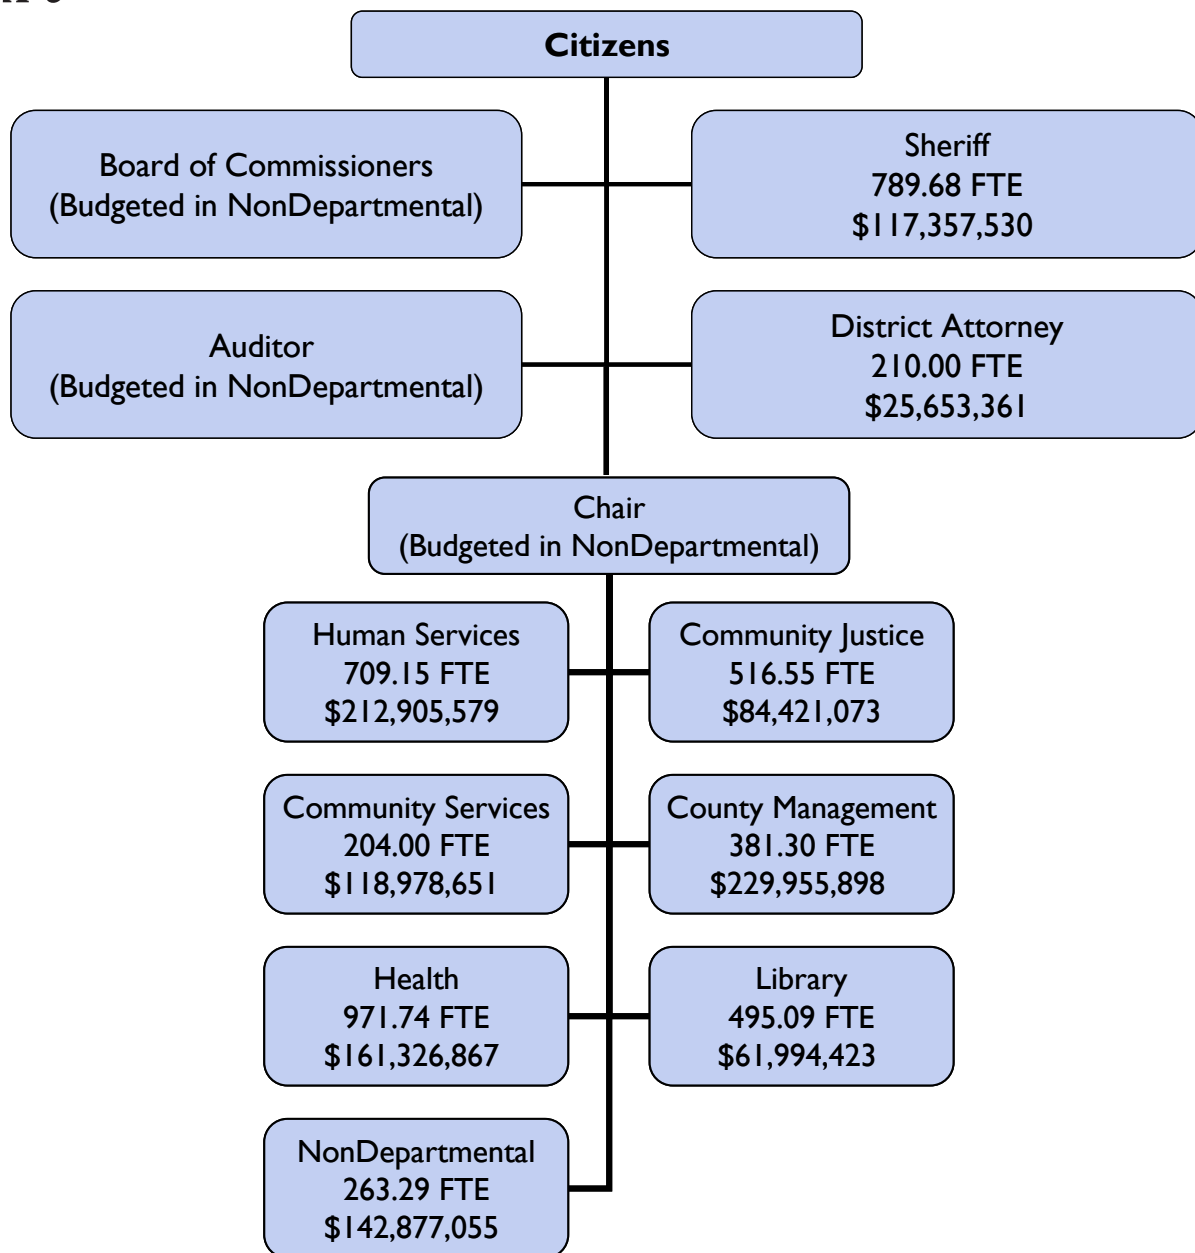 Citizens
Board of Commissioners
(Budgeted in NonDepartmental)
Sheriff
789.68 FTE
$117,357,530
Auditor
(Budgeted in NonDepartmental)
District Attorney
210.00 FTE
$25,653,361
Chair
(Budgeted in NonDepartmental)
Human Services
709.15 FTE
$212,905,579
Community Justice
516.55 FTE
$84,421,073
Community Services
204.00 FTE
$118,978,651
County Management
381.30 FTE
$229,955,898
Health
971.74 FTE
$161,326,867
Library
495.09 FTE
$61,994,423
NonDepartmental
263.29 FTE
$142,877,055